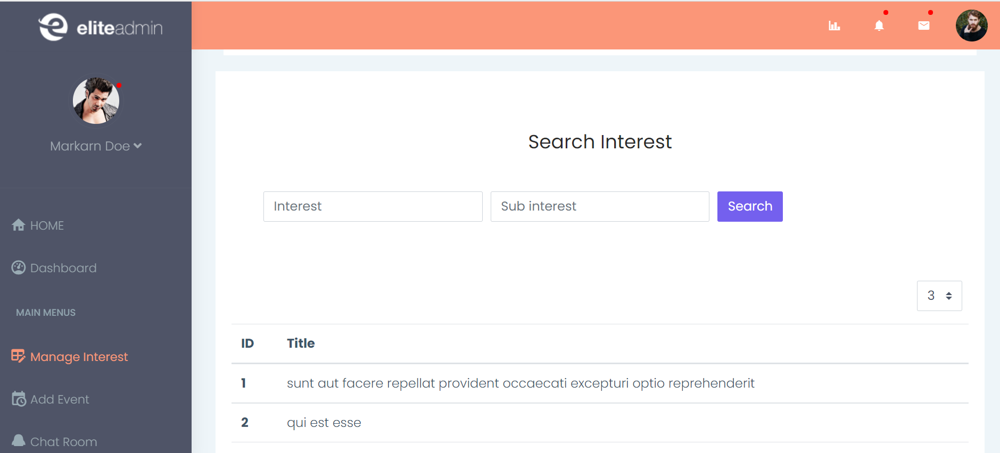 eliteadmin
Markarn Doe
HOME
Dashboard
MAIN MENUS
Manage Interest
Add Event
Chat Room
Search Interest
Interest
Sub interest
Search
3
ID Title
1 sunt aut facere repellat provident occaecati excepturi optio reprehenderit
2 qui est esse